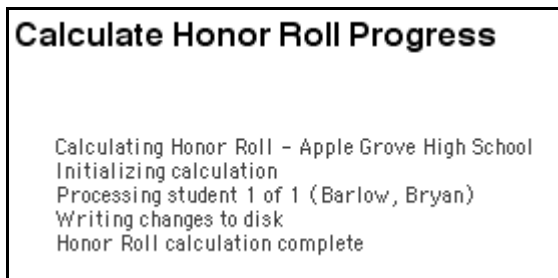 Calculate Honor Roll Progress
Calculating Honor Roll – Apple Grove High School
Initializing calculation
Processing student 1 of 1 (Barlow, Bryan)
Writing changes to disk
Honor Roll calculation complete